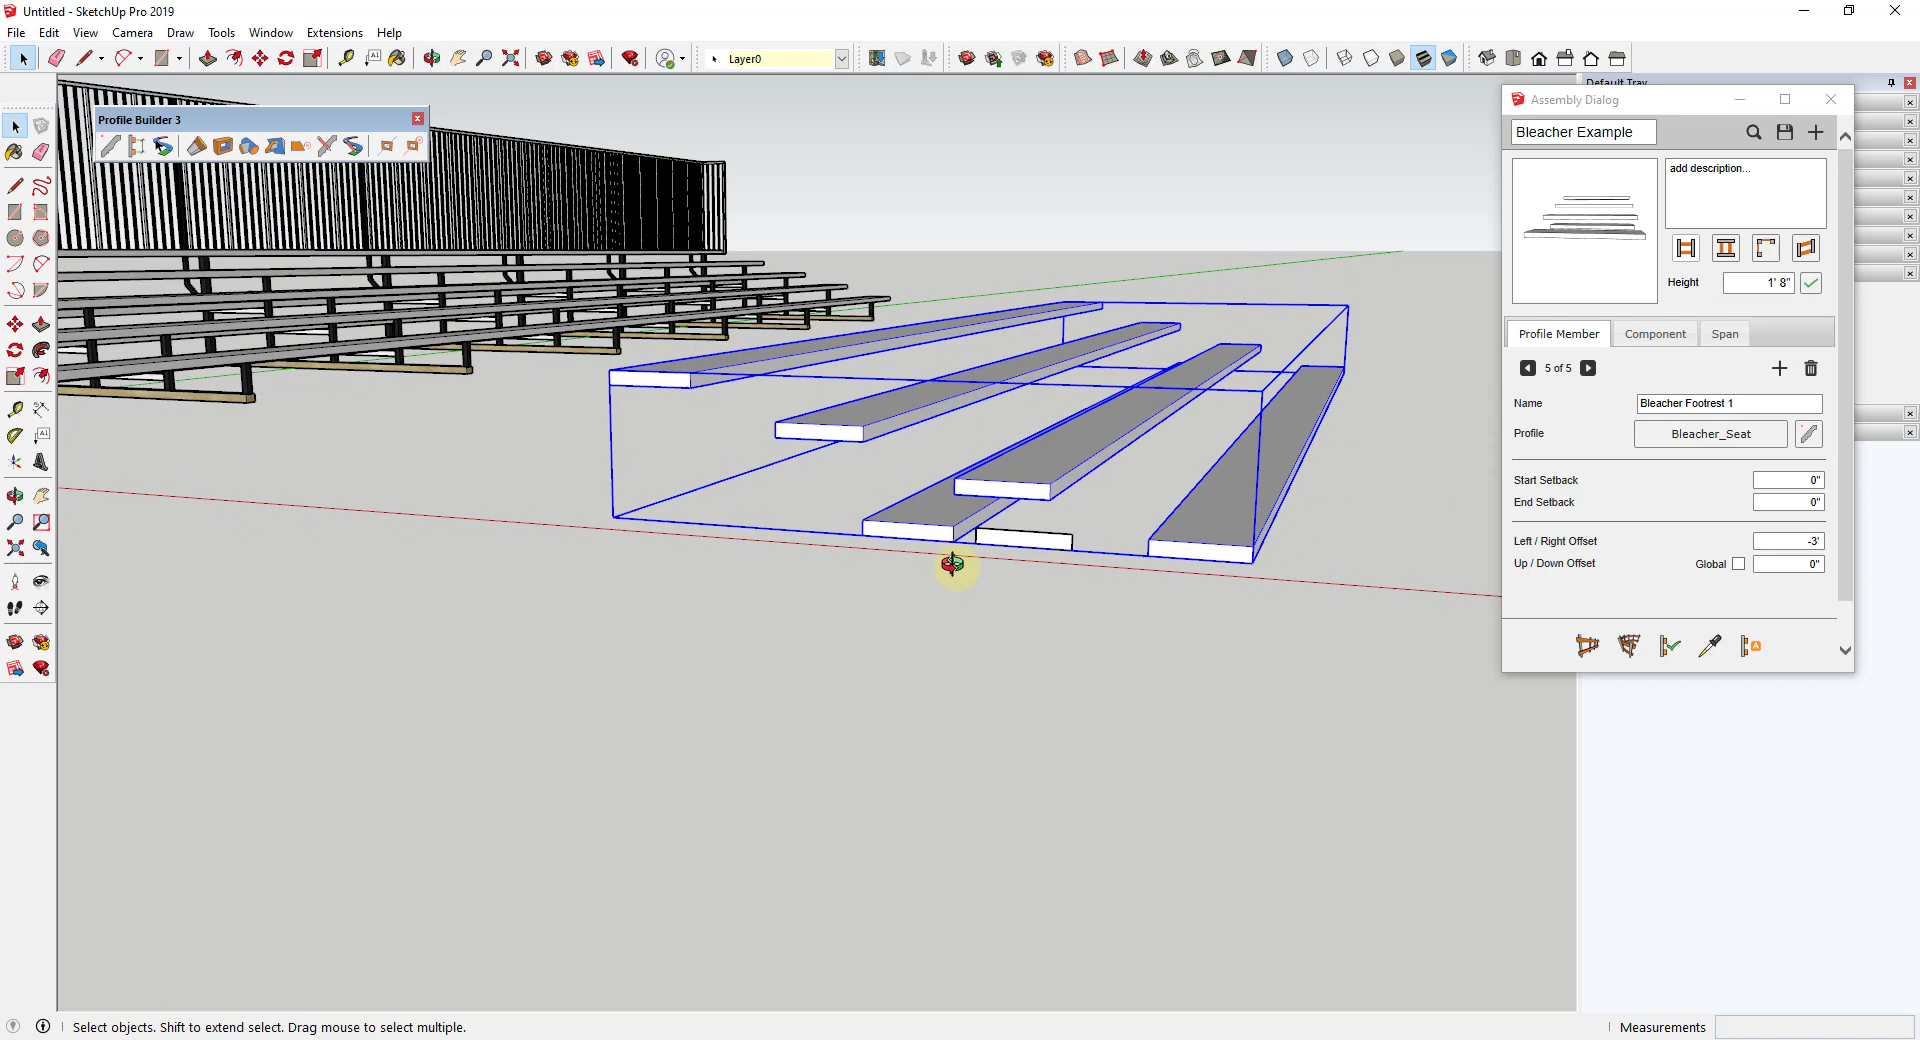 Untitled - SketchUp Pro 2019
File Edit View Camera Draw Tools Window Extensions Help
Layer0
Default Tray
Profile Builder 3
Assembly Dialog
Bleacher Example
add description...
Height 1' 8"
Profile Member Component Span
5 of 5
Name Bleacher Footrest 1
Profile Bleacher_Seat
Start Setback 0"
End Setback 0"
Left / Right Offset -3'
Up / Down Offset Global 0"
Select objects. Shift to extend select. Drag mouse to select multiple.
Measurements